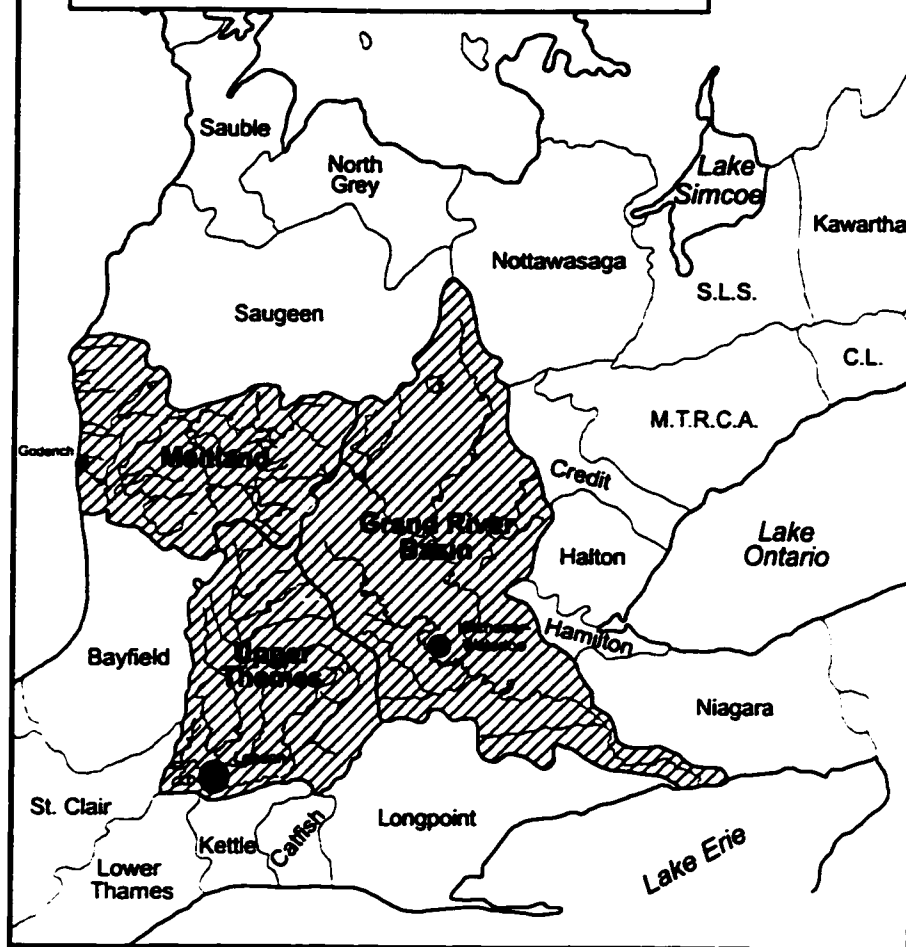 Sauble
North
Grey
Lake
Simcoe
Kawartha
Nottawasaga
S.L.S.
Saugeen
C.L.
M.T.R.C.A.
Goderich
Maitland
Credit
Grand River
Basin
Lake
Ontario
Halton
Hamilton
Bayfield
Upper
Thames
Niagara
London
St. Clair
Longpoint
Kettle
Catfish
Lower
Thames
Lake Erie